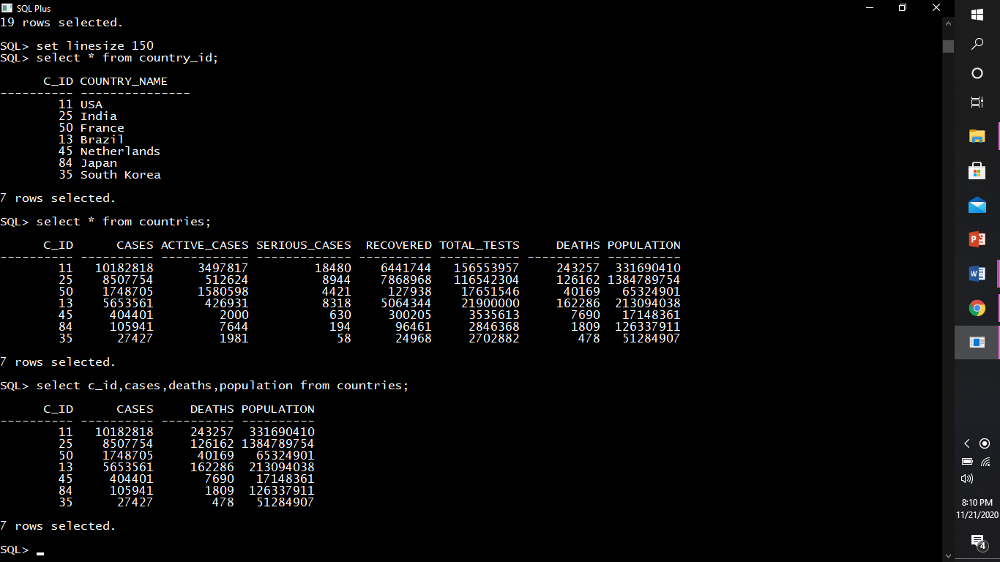 SQL Plus
19 rows selected.
SQL> set linesize 150
SQL> select * from country_id;
C_ID COUNTRY_NAME
---------- ---------------
11 USA
25 India
50 France
13 Brazil
45 Netherlands
84 Japan
35 South Korea
7 rows selected.
SQL> select * from countries;
C_ID CASES ACTIVE_CASES SERIOUS_CASES RECOVERED TOTAL_TESTS DEATHS POPULATION
---------- ---------- ------------ ------------- ---------- ----------- ---------- ----------
11 10182818 3497817 18480 6441744 156553957 243257 331690410
25 8507754 512624 8944 7868968 116542304 126162 1384789754
50 1748705 1580598 4421 127938 17651546 40169 65324901
13 5653561 426931 8318 5064344 21900000 162286 213094038
45 404401 2000 630 300205 3535613 7690 17148361
84 105941 7644 194 96461 2846368 1809 126337911
35 27427 1981 58 24968 2702882 478 51284907
7 rows selected.
SQL> select c_id,cases,deaths,population from countries;
C_ID CASES DEATHS POPULATION
---------- ---------- ---------- ----------
11 10182818 243257 331690410
25 8507754 126162 1384789754
50 1748705 40169 65324901
13 5653561 162286 213094038
45 404401 7690 17148361
84 105941 1809 126337911
35 27427 478 51284907
7 rows selected.
SQL>
8:10 PM
11/21/2020
4